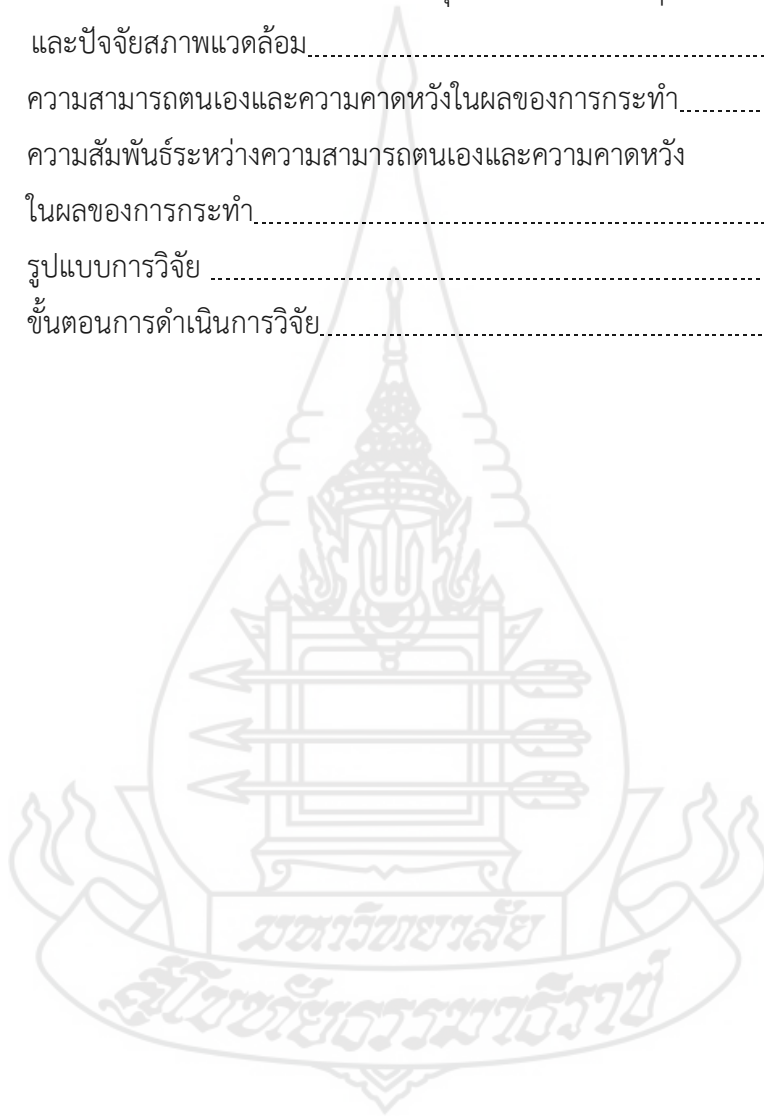 และปัจจัยสภาพแวดล้อม
ความสามารถตนเองและความคาดหวังในผลของการกระทำ
ความสัมพันธ์ระหว่างความสามารถตนเองและความคาดหวัง
ในผลของการกระทำ
รูปแบบการวิจัย
ขั้นตอนการดำเนินการวิจัย
มหาวิทยาลัย
สุโขทัยธรรมาธิราช